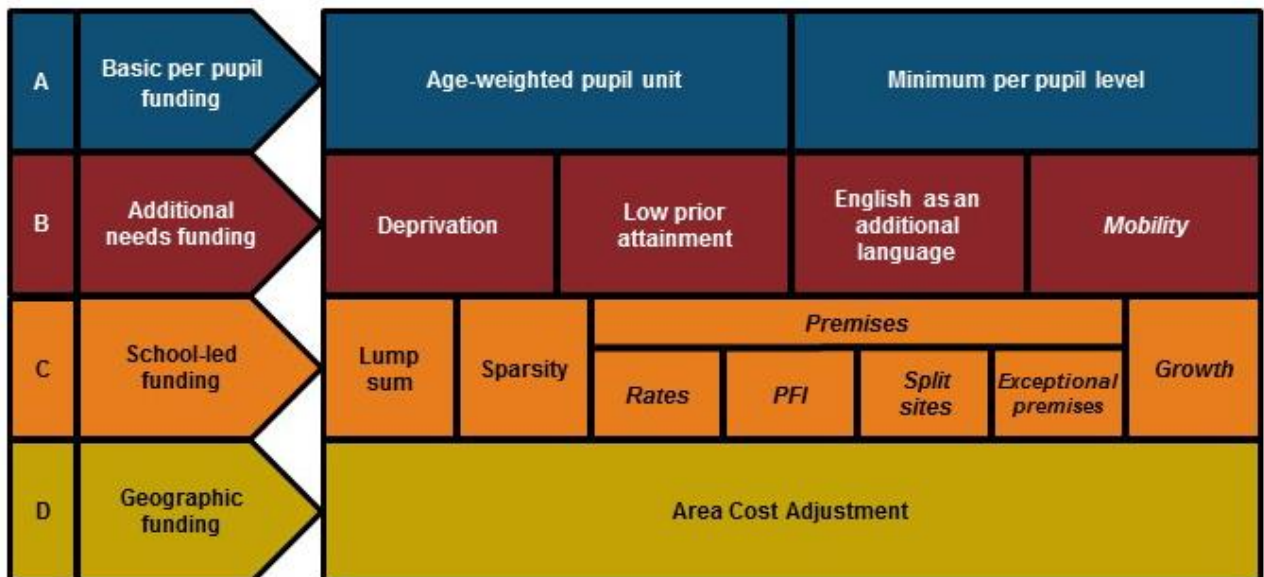 A
Basic per pupil
funding
Age-weighted pupil unit
Minimum per pupil level
B
Additional
needs funding
Deprivation
Low prior
attainment
English as an
additional
language
Mobility
C
School-led
funding
Lump
sum
Sparsity
Premises
Rates
PFI
Split
sites
Exceptional
premises
Growth
D
Geographic
funding
Area Cost Adjustment